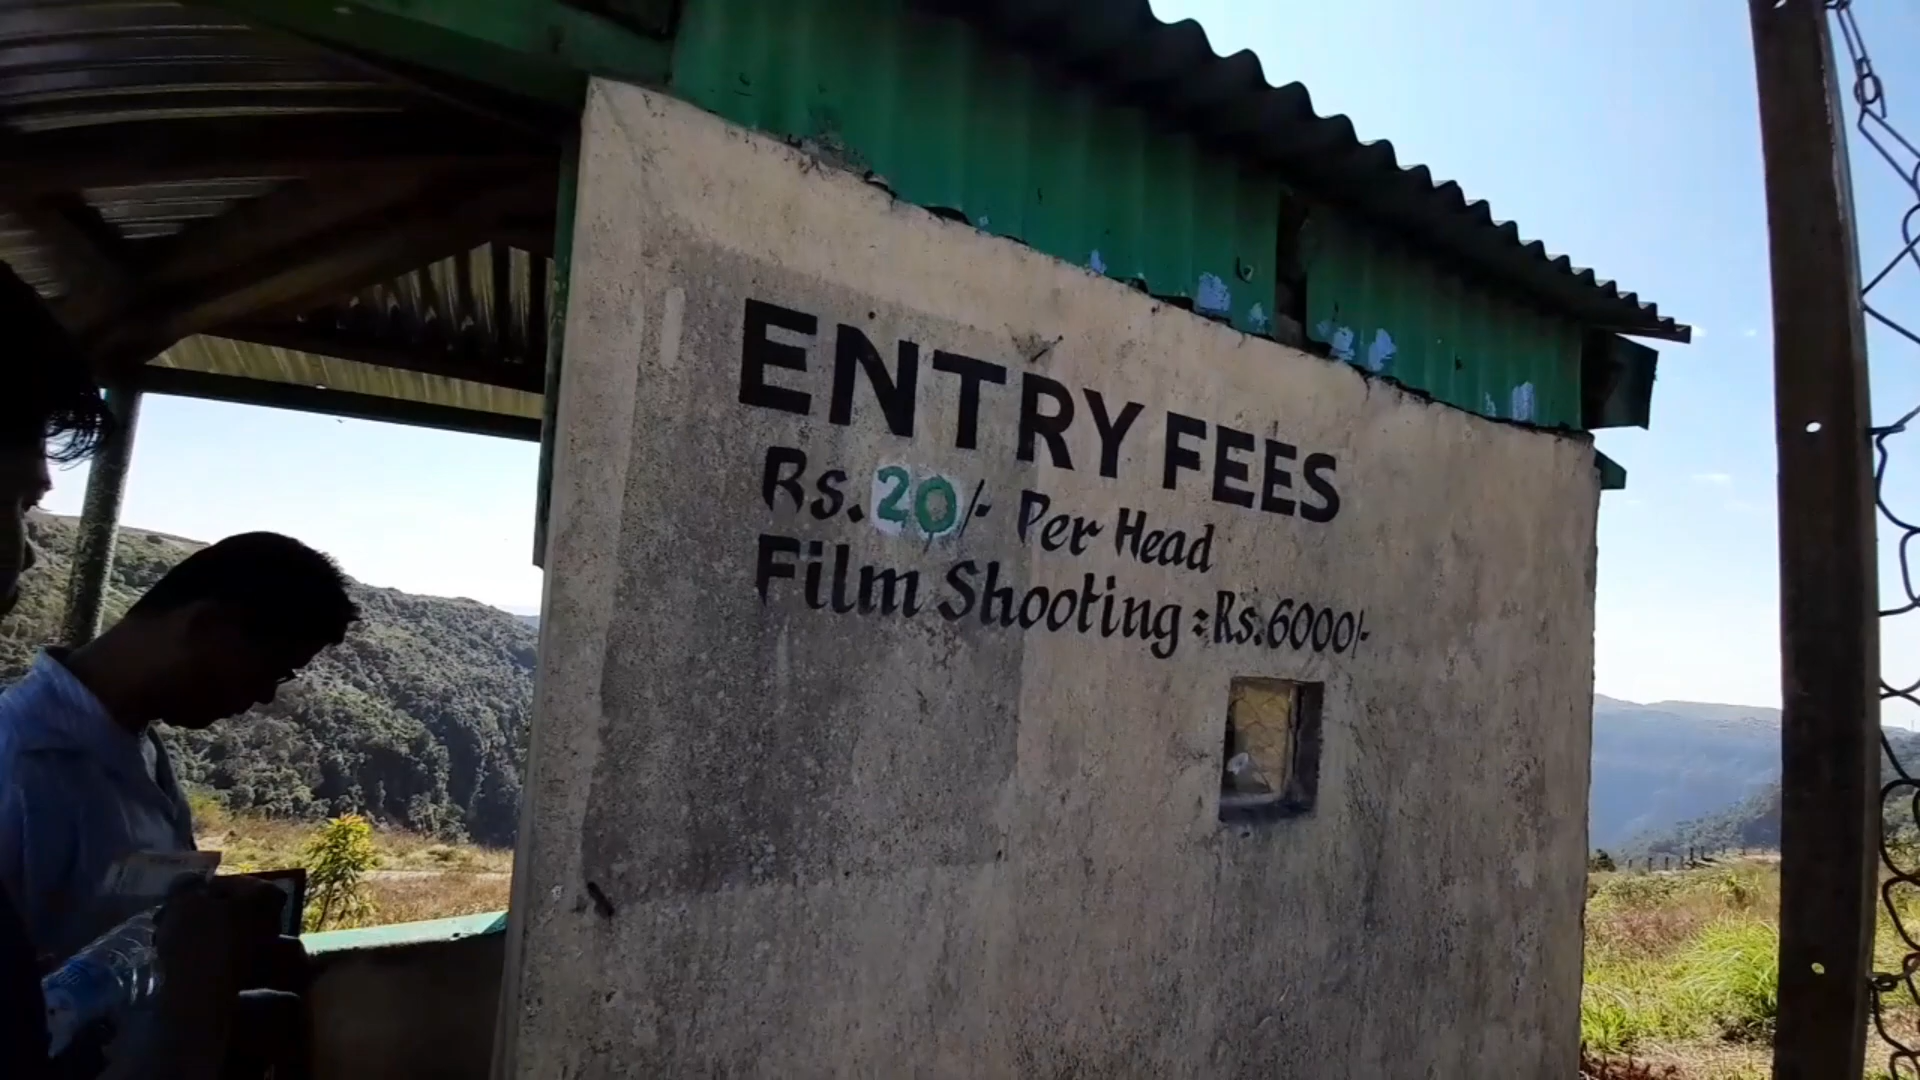 ENTRY FEES
Rs.20/- Per Head
Film Shooting :Rs.6000/-